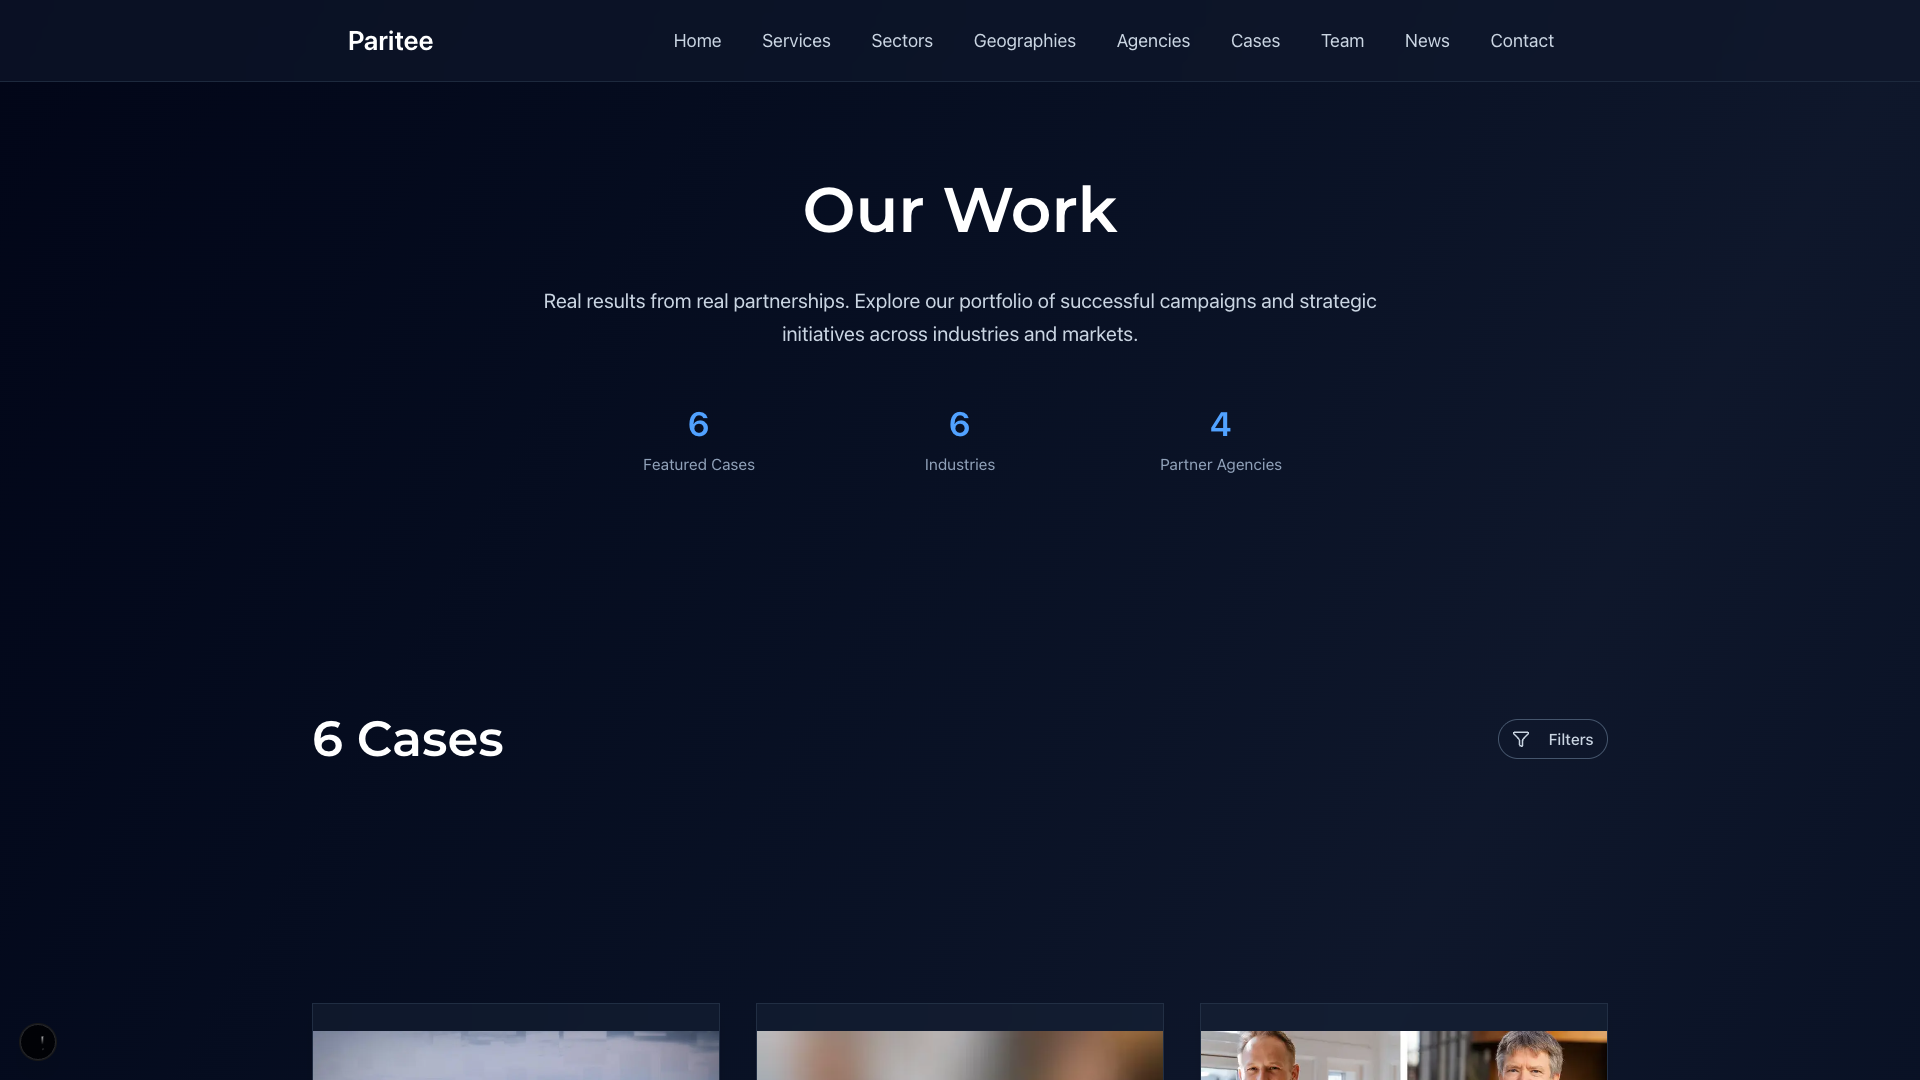 Paritee
Home
Services
Sectors
Geographies
Agencies
Cases
Team
News
Contact
Our Work
Real results from real partnerships. Explore our portfolio of successful campaigns and strategic
initiatives across industries and markets.
6
Featured Cases
6
Industries
4
Partner Agencies
6 Cases
Filters